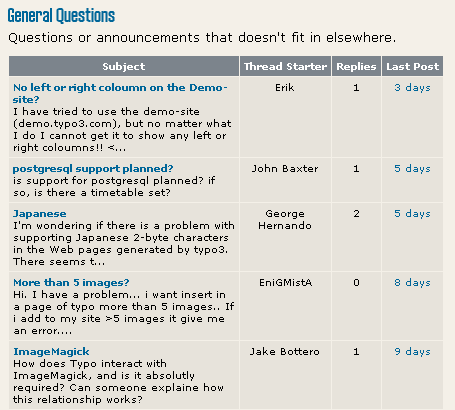 General Questions
Questions or announcements that doesn't fit in elsewhere.
Subject Thread Starter Replies Last Post
No left or right coloumn on the Demo- Erik 1 3 days
site?
I have tried to use the demo-site
(demo.typo3.com), but no matter what
I do I cannot get it to show any left or
right coloumns!! <...
postgresql support planned? John Baxter 1 5 days
is support for postgresql planned? if
so, is there a timetable set?
Japanese George 2 5 days
I'm wondering if there is a problem with Hernando
supporting Japanese 2-byte characters
in the Web pages generated by typo3.
There seems t...
More than 5 images? EniGMistA 0 8 days
Hi. I have a problem... i want insert in
a page of typo more than 5 images.. If
i add to my site >5 images it give me
an error....
ImageMagick Jake Bottero 1 9 days
How does Typo interact with
ImageMagick, and is it absolutly
required? Can someone explaine how
this relationship works?